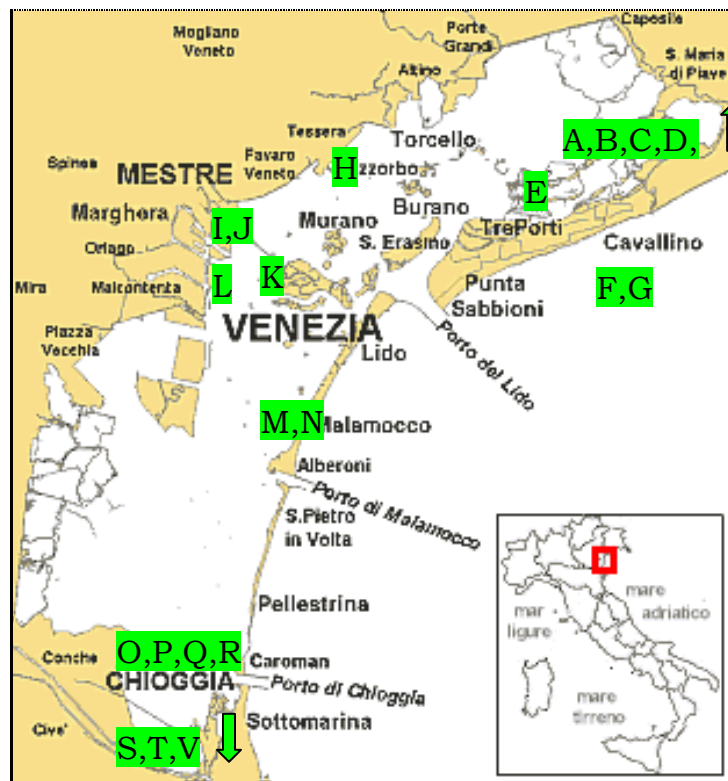 Mogliano
Veneto
Porte
Grandi
Caposile
S. Maria
di Piave
Altino
Tessera
Torcello
A,B,C,D,
Spinea
Favaro
Veneto
H
zzorbo
MESTRE
E
Marghera
I,J
Murano
Burano
S. Erasmo
TrePorti
Cavallino
Oriago
Mira
Malcontenta
L
K
Punta
Sabbioni
F,G
VENEZIA
Piazza
Vecchia
Lido
Porto del Lido
M,N
Malamocco
Alberoni
Porto di Malamocco
S.Pietro
in Volta
Pellestrina
mare
adriatico
mar
ligure
mare
tirreno
O,P,Q,R
Conche
Caroman
CHIOGGIA
Porto di Chioggia
Sottomarina
Cive'
S,T,V